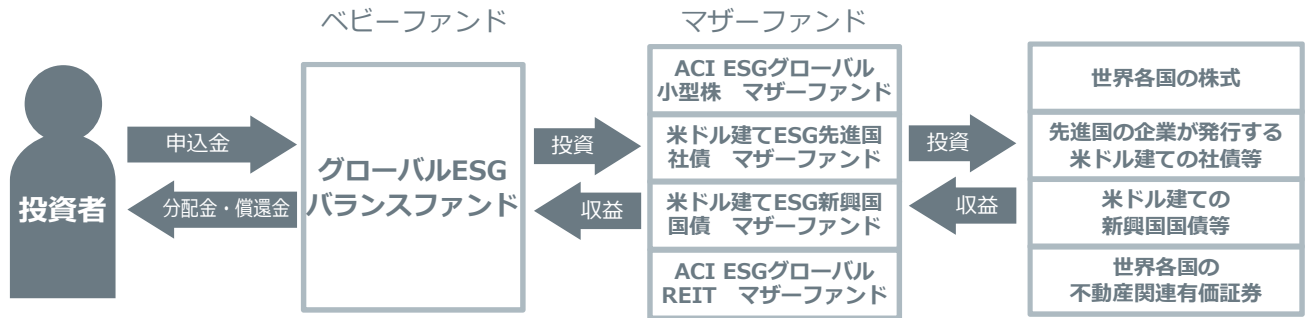 ベビーファンド
マザーファンド
投資者
申込金
分配金・償還金
グローバルESG
バランスファンド
投資
収益
ACI ESGグローバル
小型株　マザーファンド
米ドル建てESG先進国
社債　マザーファンド
米ドル建てESG新興国
国債　マザーファンド
ACI ESGグローバル
REIT　マザーファンド
投資
収益
世界各国の株式
先進国の企業が発行する
米ドル建ての社債等
米ドル建ての
新興国国債等
世界各国の
不動産関連有価証券